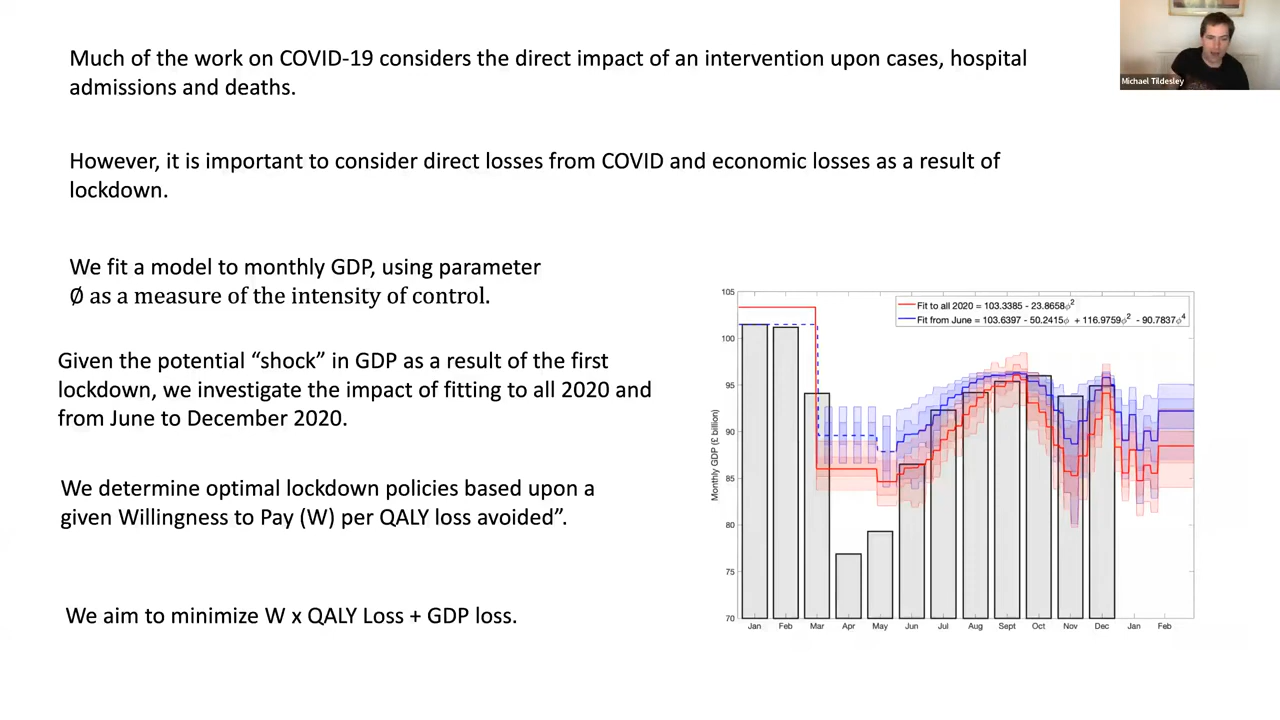 Much of the work on COVID-19 considers the direct impact of an intervention upon cases, hospital
admissions and deaths.
Michael Tildesley
However, it is important to consider direct losses from COVID and economic losses as a result of
lockdown.
We fit a model to monthly GDP, using parameter
Ø as a measure of the intensity of control.
Given the potential “shock” in GDP as a result of the first
lockdown, we investigate the impact of fitting to all 2020 and
from June to December 2020.
We determine optimal lockdown policies based upon a
given Willingness to Pay (W) per QALY loss avoided”.
We aim to minimize W x QALY Loss + GDP loss.
Fit to all 2020 = 103.3385 - 23.8658ϕ²
Fit from June = 103.6397 - 50.2415ϕ + 116.9759ϕ² - 90.7837ϕ⁴
Monthly GDP (£ billion)
105
100
95
90
85
80
75
70
Jan Feb Mar Apr May Jun Jul Aug Sept Oct Nov Dec Jan Feb